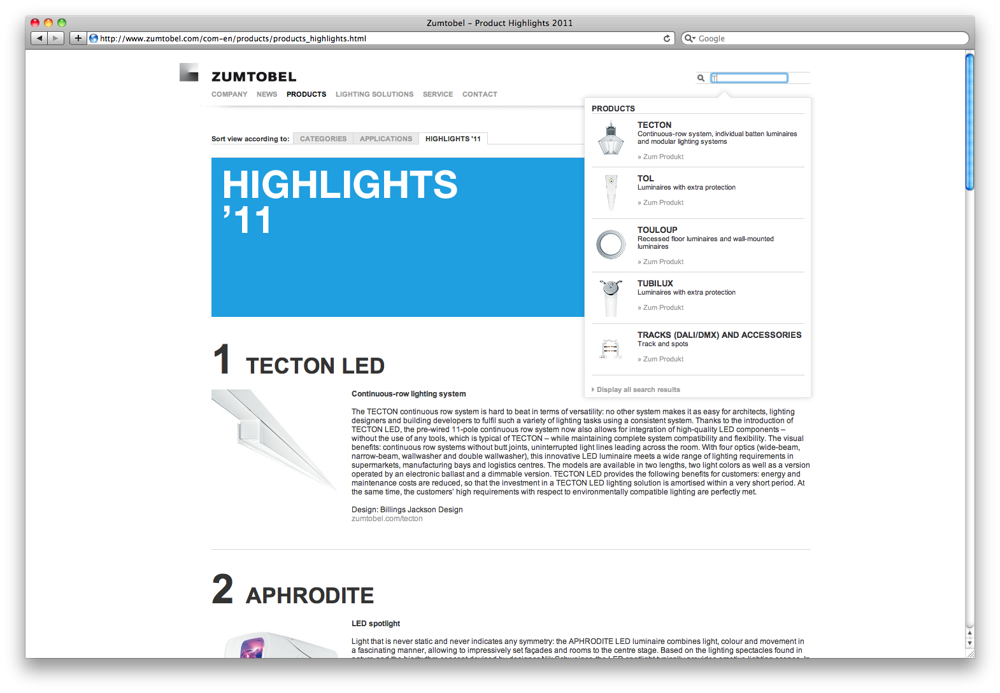 Zumtobel – Product Highlights 2011
http://www.zumtobel.com/com-en/products/products_highlights.html
Google
ZUMTOBEL
T
COMPANY NEWS PRODUCTS LIGHTING SOLUTIONS SERVICE CONTACT
Sort view according to: CATEGORIES APPLICATIONS HIGHLIGHTS '11
HIGHLIGHTS
’11
PRODUCTS
TECTON
Continuous-row system, individual batten luminaires
and modular lighting systems
» Zum Produkt
TOL
Luminaires with extra protection
» Zum Produkt
TOULOUP
Recessed floor luminaires and wall-mounted
luminaires
» Zum Produkt
TUBILUX
Luminaires with extra protection
» Zum Produkt
TRACKS (DALI/DMX) AND ACCESSORIES
Track and spots
» Zum Produkt
Display all search results
1 TECTON LED
Continuous-row lighting system
The TECTON continuous row system is hard to beat in terms of versatility: no other system makes it as easy for architects, lighting
designers and building developers to fulfil such a variety of lighting tasks using a consistent system. Thanks to the introduction of
TECTON LED, the pre-wired 11-pole continuous row system now also allows for integration of high-quality LED components –
without the use of any tools, which is typical of TECTON – while maintaining complete system compatibility and flexibility. The visual
benefits: continuous row systems without butt joints, uninterrupted light lines leading across the room. With four optics (wide-beam,
narrow-beam, wallwasher and double wallwasher), this innovative LED luminaire meets a wide range of lighting requirements in
supermarkets, manufacturing bays and logistics centres. The models are available in two lengths, two light colors as well as a version
operated by an electronic ballast and a dimmable version. TECTON LED provides the following benefits for customers: energy and
maintenance costs are reduced, so that the investment in a TECTON LED lighting solution is amortised within a very short period. At
the same time, the customers’ high requirements with respect to environmentally compatible lighting are perfectly met.
Design: Billings Jackson Design
zumtobel.com/tecton
2 APHRODITE
LED spotlight
Light that is never static and never indicates any symmetry: the APHRODITE LED luminaire combines light, colour and movement in
a fascinating manner, allowing to impressively set façades and rooms to the centre stage. Based on the lighting spectacles found in